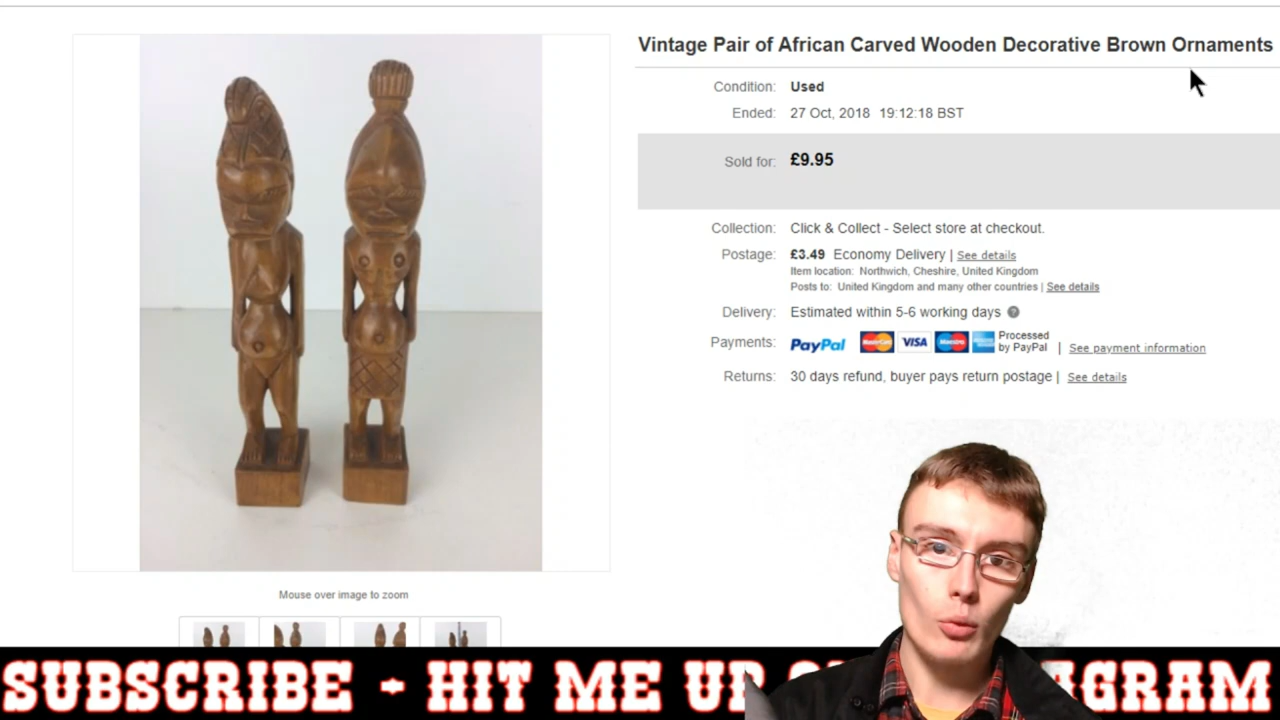 Vintage Pair of African Carved Wooden Decorative Brown Ornaments
Condition: Used
Ended: 27 Oct, 2018 19:12:18 BST
Sold for: £9.95
Collection: Click & Collect - Select store at checkout.
Postage: £3.49 Economy Delivery | See details
Item location: Northwich, Cheshire, United Kingdom
Posts to: United Kingdom and many other countries | See details
Delivery: Estimated within 5-6 working days ?
Payments: PayPal MasterCard VISA Maestro Processed by PayPal | See payment information
Returns: 30 days refund, buyer pays return postage | See details
Mouse over image to zoom
SUBSCRIBE - HIT ME